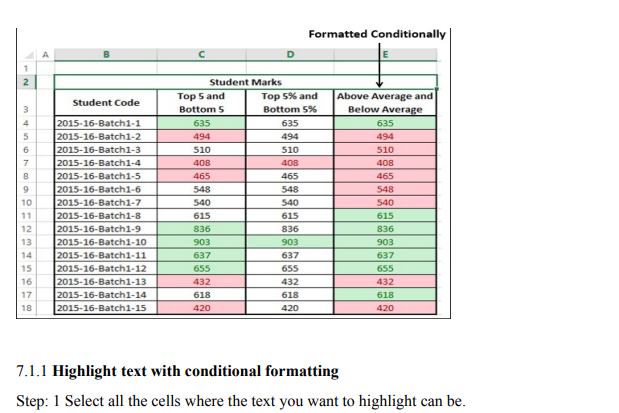 Formatted Conditionally
A B C D E
1
2 Student Marks
3 Student Code Top 5 and Bottom 5 Top 5% and Bottom 5% Above Average and Below Average
4 2015-16-Batch1-1 635 635 635
5 2015-16-Batch1-2 494 494 494
6 2015-16-Batch1-3 510 510 510
7 2015-16-Batch1-4 408 408 408
8 2015-16-Batch1-5 465 465 465
9 2015-16-Batch1-6 548 548 548
10 2015-16-Batch1-7 540 540 540
11 2015-16-Batch1-8 615 615 615
12 2015-16-Batch1-9 836 836 836
13 2015-16-Batch1-10 903 903 903
14 2015-16-Batch1-11 637 637 637
15 2015-16-Batch1-12 655 655 655
16 2015-16-Batch1-13 432 432 432
17 2015-16-Batch1-14 618 618 618
18 2015-16-Batch1-15 420 420 420
7.1.1 Highlight text with conditional formatting
Step: 1 Select all the cells where the text you want to highlight can be.